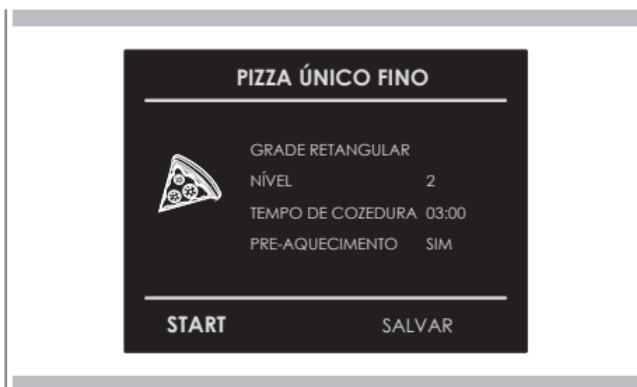 PIZZA ÚNICO FINO
GRADE RETANGULAR
NÍVEL 2
TEMPO DE COZEDURA 03:00
PRE-AQUECIMENTO SIM
START SALVAR